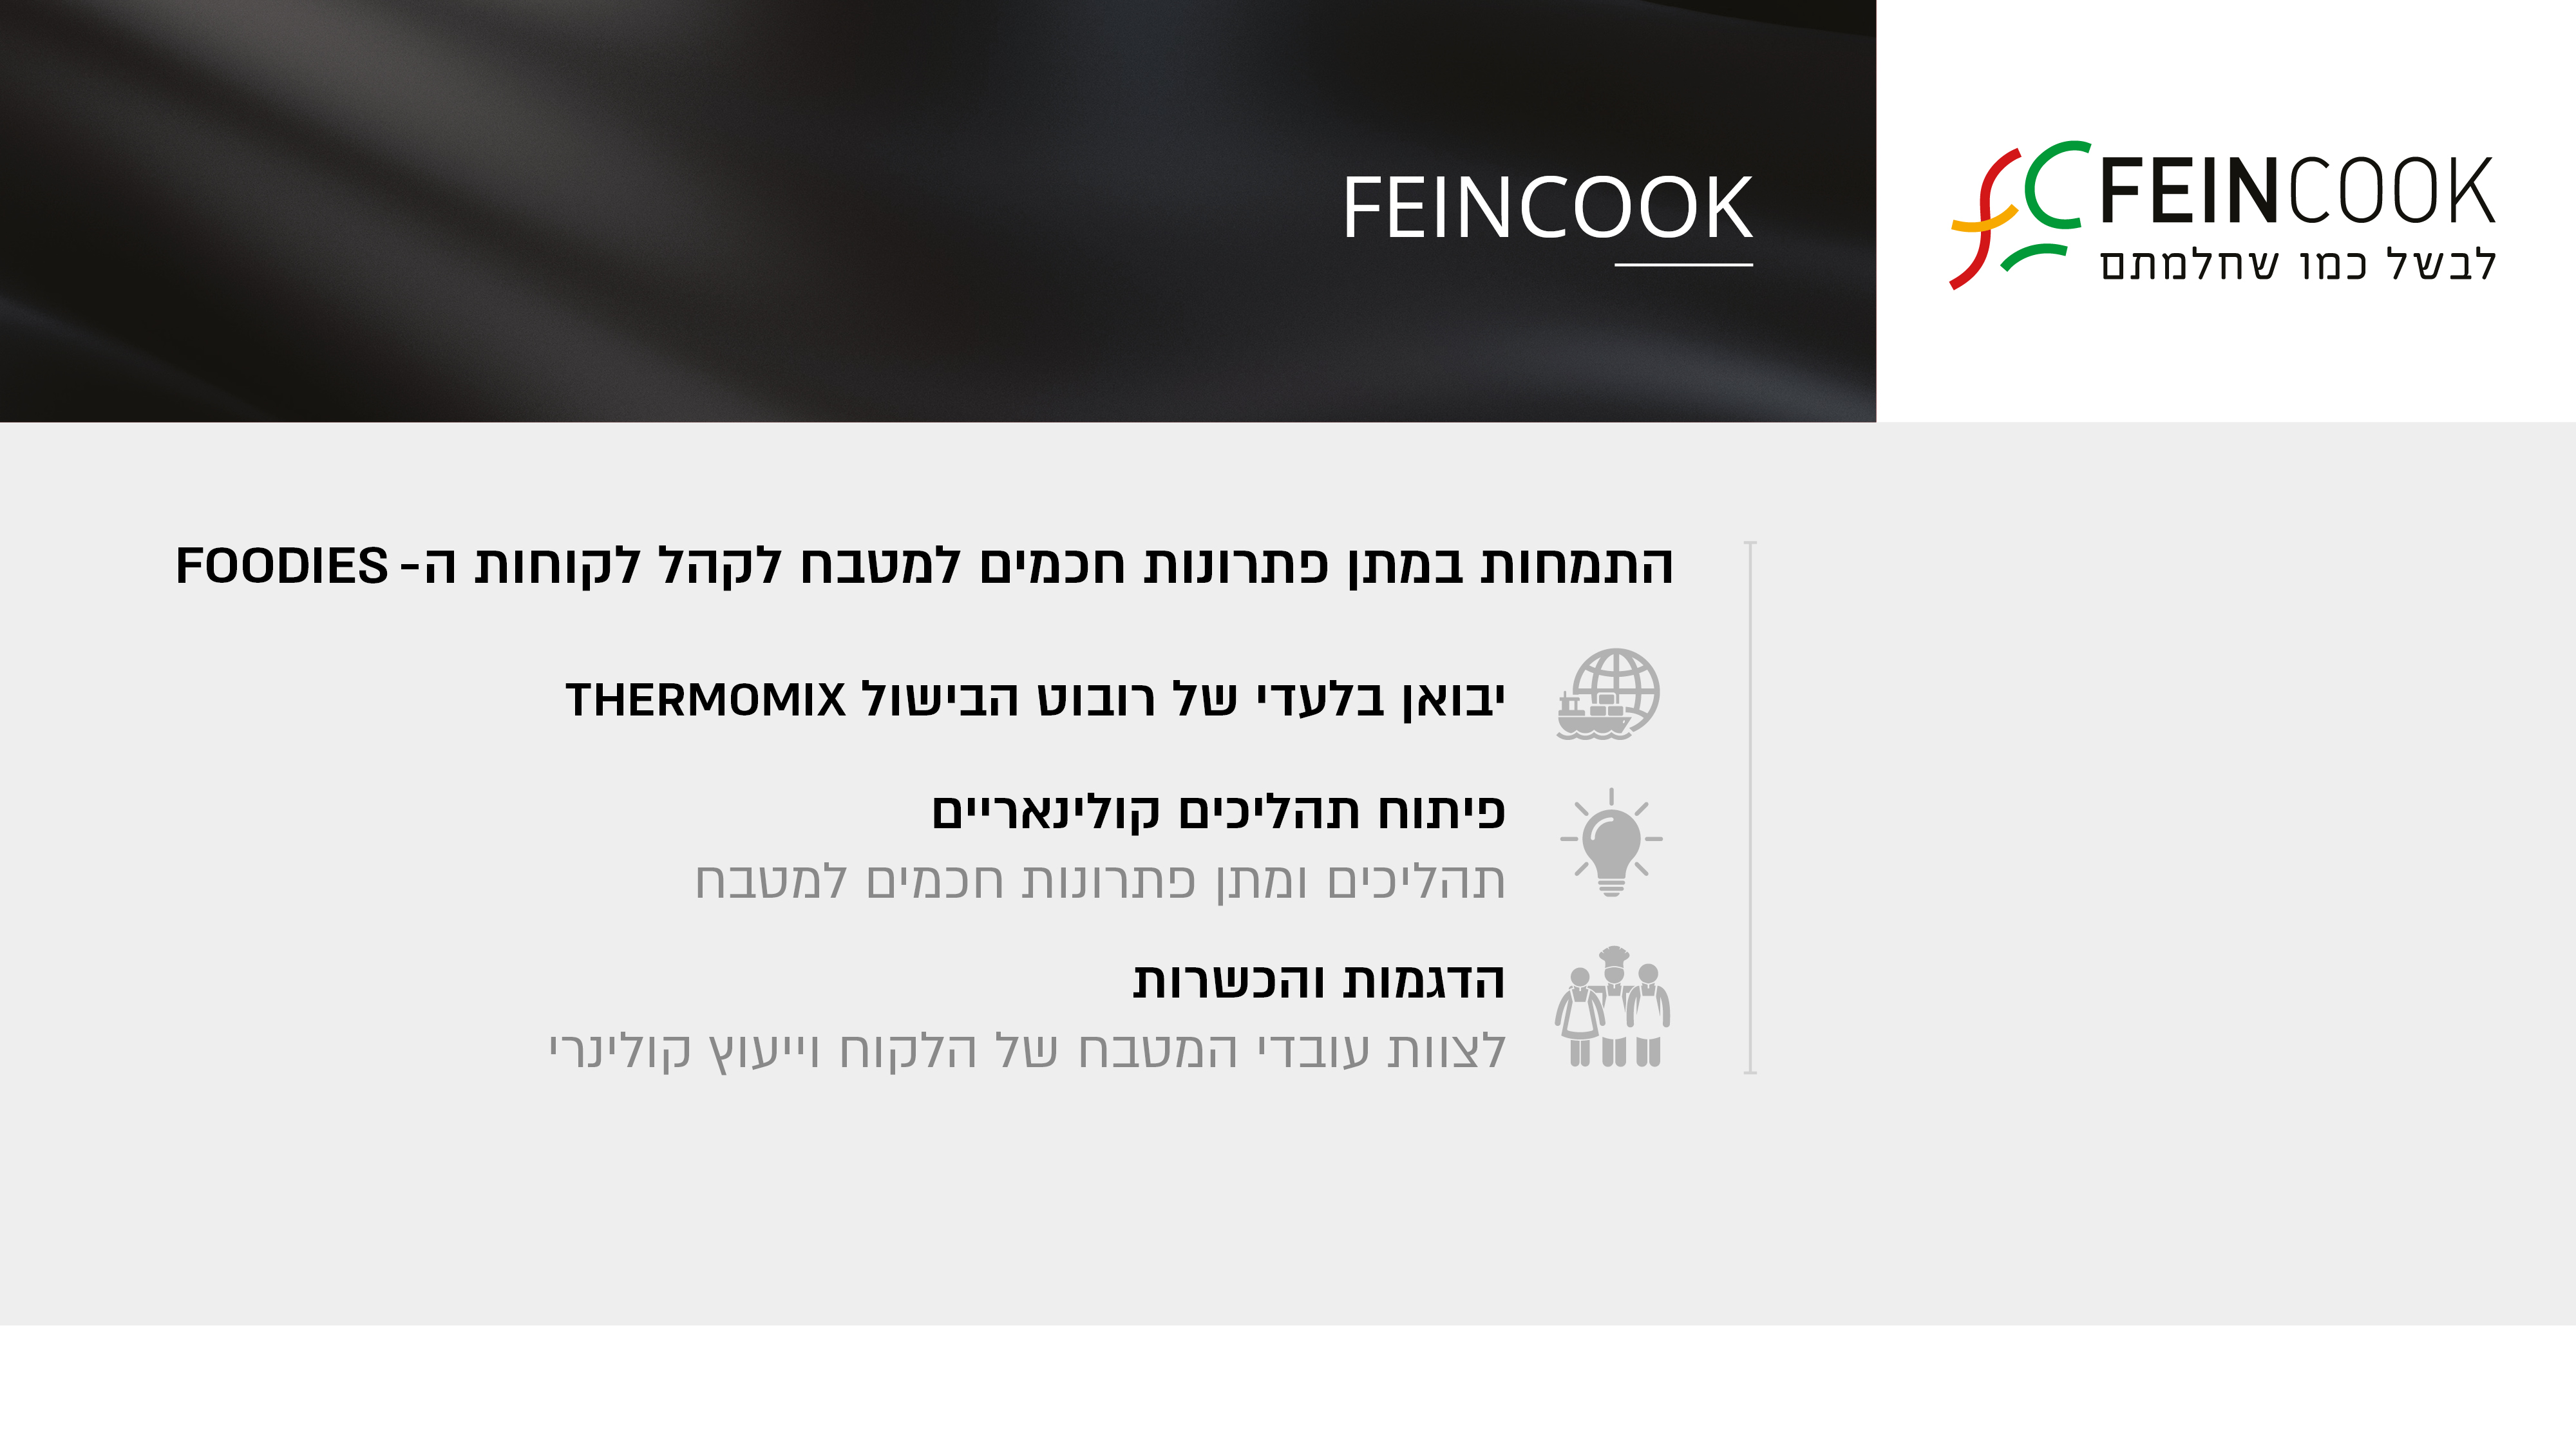 FEINCOOK
FEINCOOK
לבשל כמו שחלמתם
התמחות במתן פתרונות חכמים למטבח לקהל לקוחות ה- FOODIES
יבואן בלעדי של רובוט הבישול THERMOMIX
פיתוח תהליכים קולינאריים
תהליכים ומתן פתרונות חכמים למטבח
הדגמות והכשרות
לצוות עובדי המטבח של הלקוח וייעוץ קולינרי